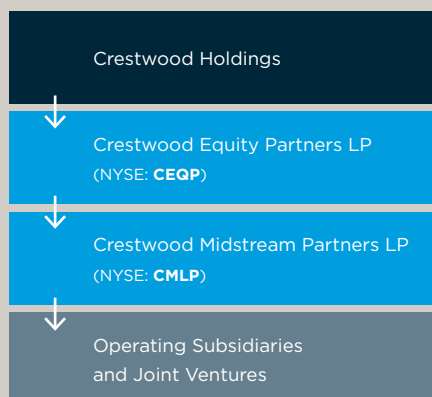 Crestwood Holdings
Crestwood Equity Partners LP
(NYSE: CEQP)
Crestwood Midstream Partners LP
(NYSE: CMLP)
Operating Subsidiaries
and Joint Ventures